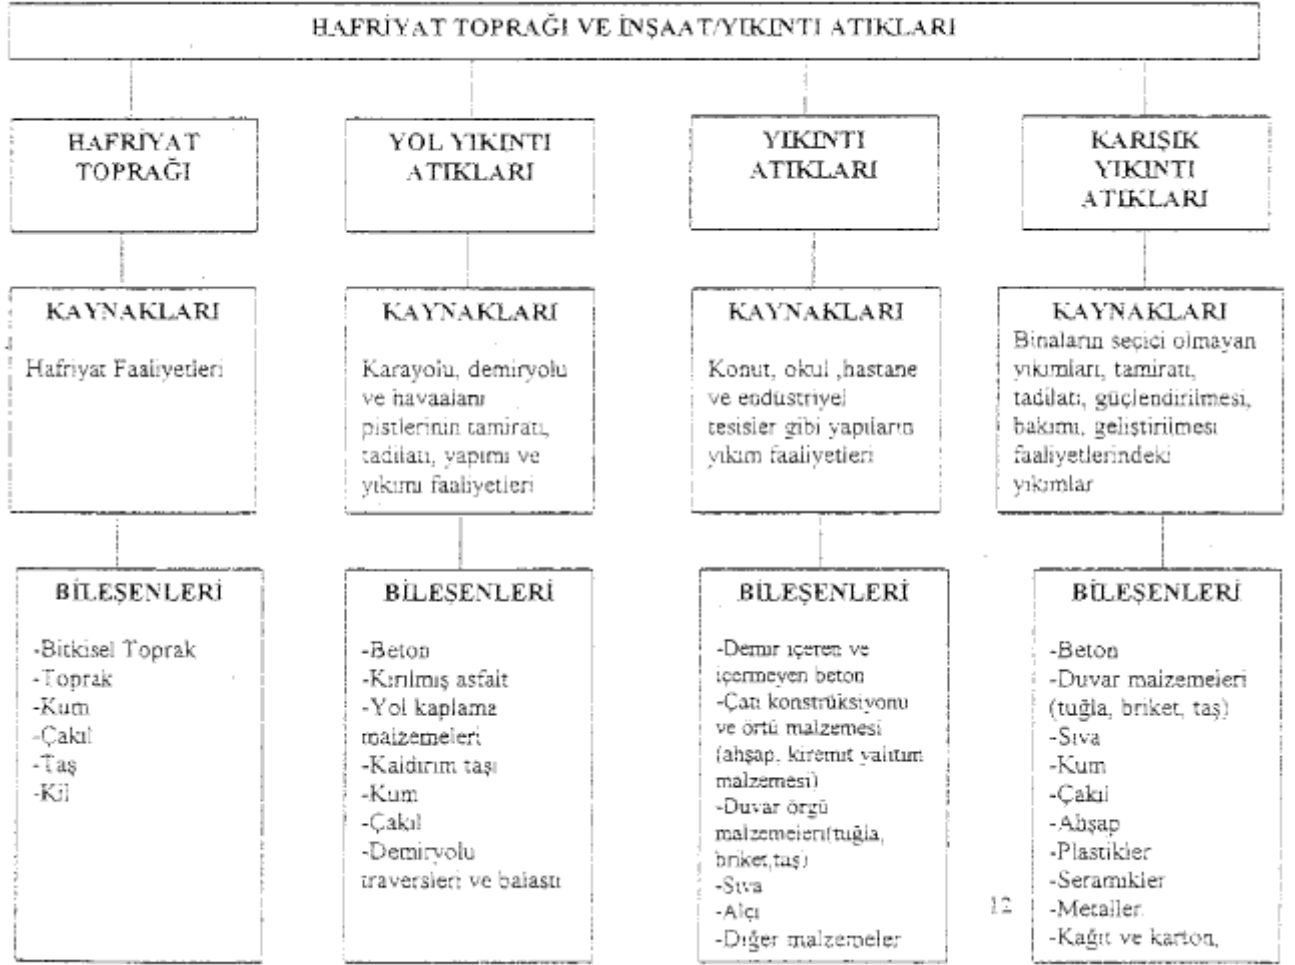 HAFRİYAT TOPRAĞI VE İNŞAAT/YIKINTI ATIKLARI
HAFRİYAT
TOPRAĞI
KAYNAKLARI
Hafriyat Faaliyetleri
BİLEŞENLERİ
-Bitkisel Toprak
-Toprak
-Kum
-Çakıl
-Taş
-Kil
YOL YIKINTI
ATIKLARI
KAYNAKLARI
Karayolu, demiryolu
ve havaalanı
pistlerinin tamiratı,
tadilatı, yapımı ve
yıkımı faaliyetleri
BİLEŞENLERİ
-Beton
-Kırılmış asfalt
-Yol kaplama
malzemeleri
-Kaldırım taşı
-Kum
-Çakıl
-Demiryolu
traversleri ve balastı
YIKINTI
ATIKLARI
KAYNAKLARI
Konut, okul ,hastane
ve endüstriyel
tesisler gibi yapıların
yıkım faaliyetleri
BİLEŞENLERİ
-Demir içeren ve
içermeyen beton
-Çatı konstrüksiyonu
ve örtü malzemesi
(ahşap, kiremit yalıtım
malzemesi)
-Duvar örgü
malzemeleri(tuğla,
briket,taş)
-Sıva
-Alçı
-Diğer malzemeler
KARIŞIK
YIKINTI
ATIKLARI
KAYNAKLARI
Binaların seçici olmayan
yıkımları, tamiratı,
tadilatı, güçlendirilmesi,
bakımı, geliştirilmesi
faaliyetlerindeki
yıkımlar
BİLEŞENLERİ
-Beton
-Duvar malzemeleri
(tuğla, briket, taş)
-Sıva
-Kum
-Çakıl
-Ahşap
-Plastikler
-Seramikler
-Metaller
-Kağıt ve karton,
12